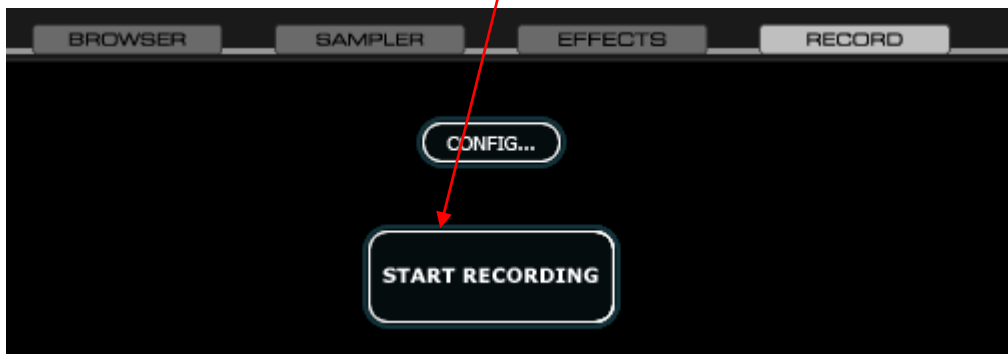 BROWSER SAMPLER EFFECTS RECORD
CONFIG...
START RECORDING